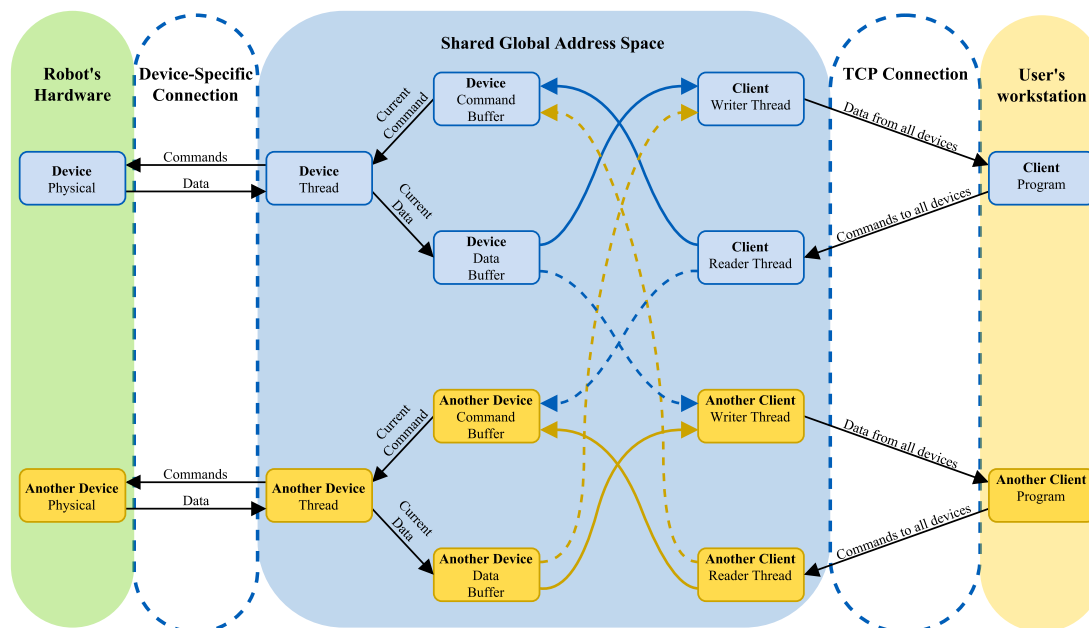 Shared Global Address Space
Robot's
Hardware
Device-Specific
Connection
TCP Connection
User's
workstation
Device
Command
Buffer
Client
Writer Thread
Current
Command
Data from all devices
Device
Physical
Commands
Data
Device
Thread
Client
Program
Current
Data
Device
Data
Buffer
Client
Reader Thread
Commands to all devices
Another Device
Command
Buffer
Another Client
Writer Thread
Current
Command
Data from all devices
Another Device
Physical
Commands
Data
Another Device
Thread
Another Client
Program
Current
Data
Another Device
Data
Buffer
Another Client
Reader Thread
Commands to all devices